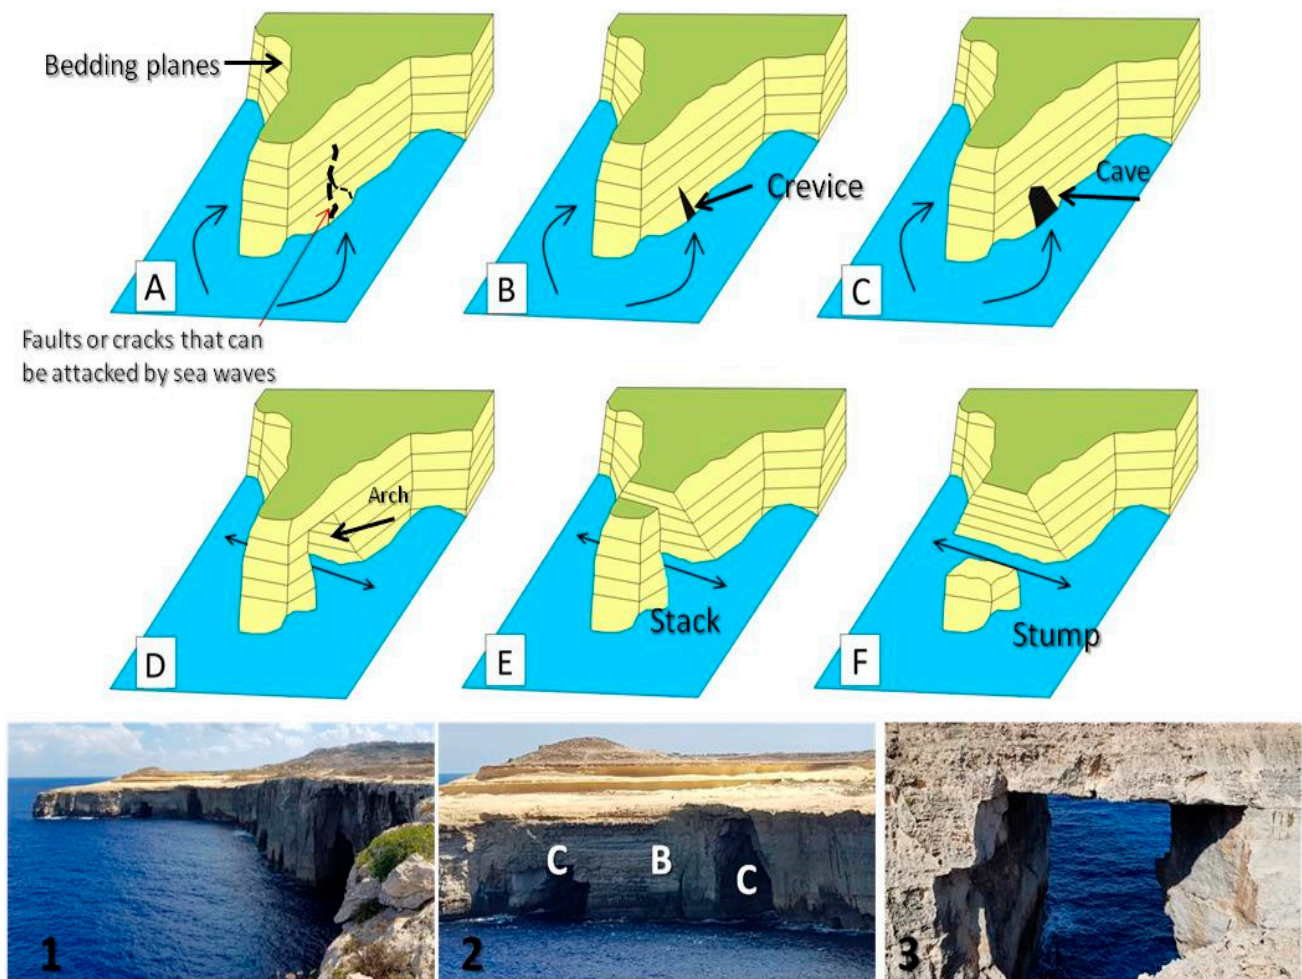 Bedding planes
A
Faults or cracks that can
be attacked by sea waves
Crevice
B
Cave
C
Arch
D
Stack
E
Stump
F
1
C
B
C
2
3